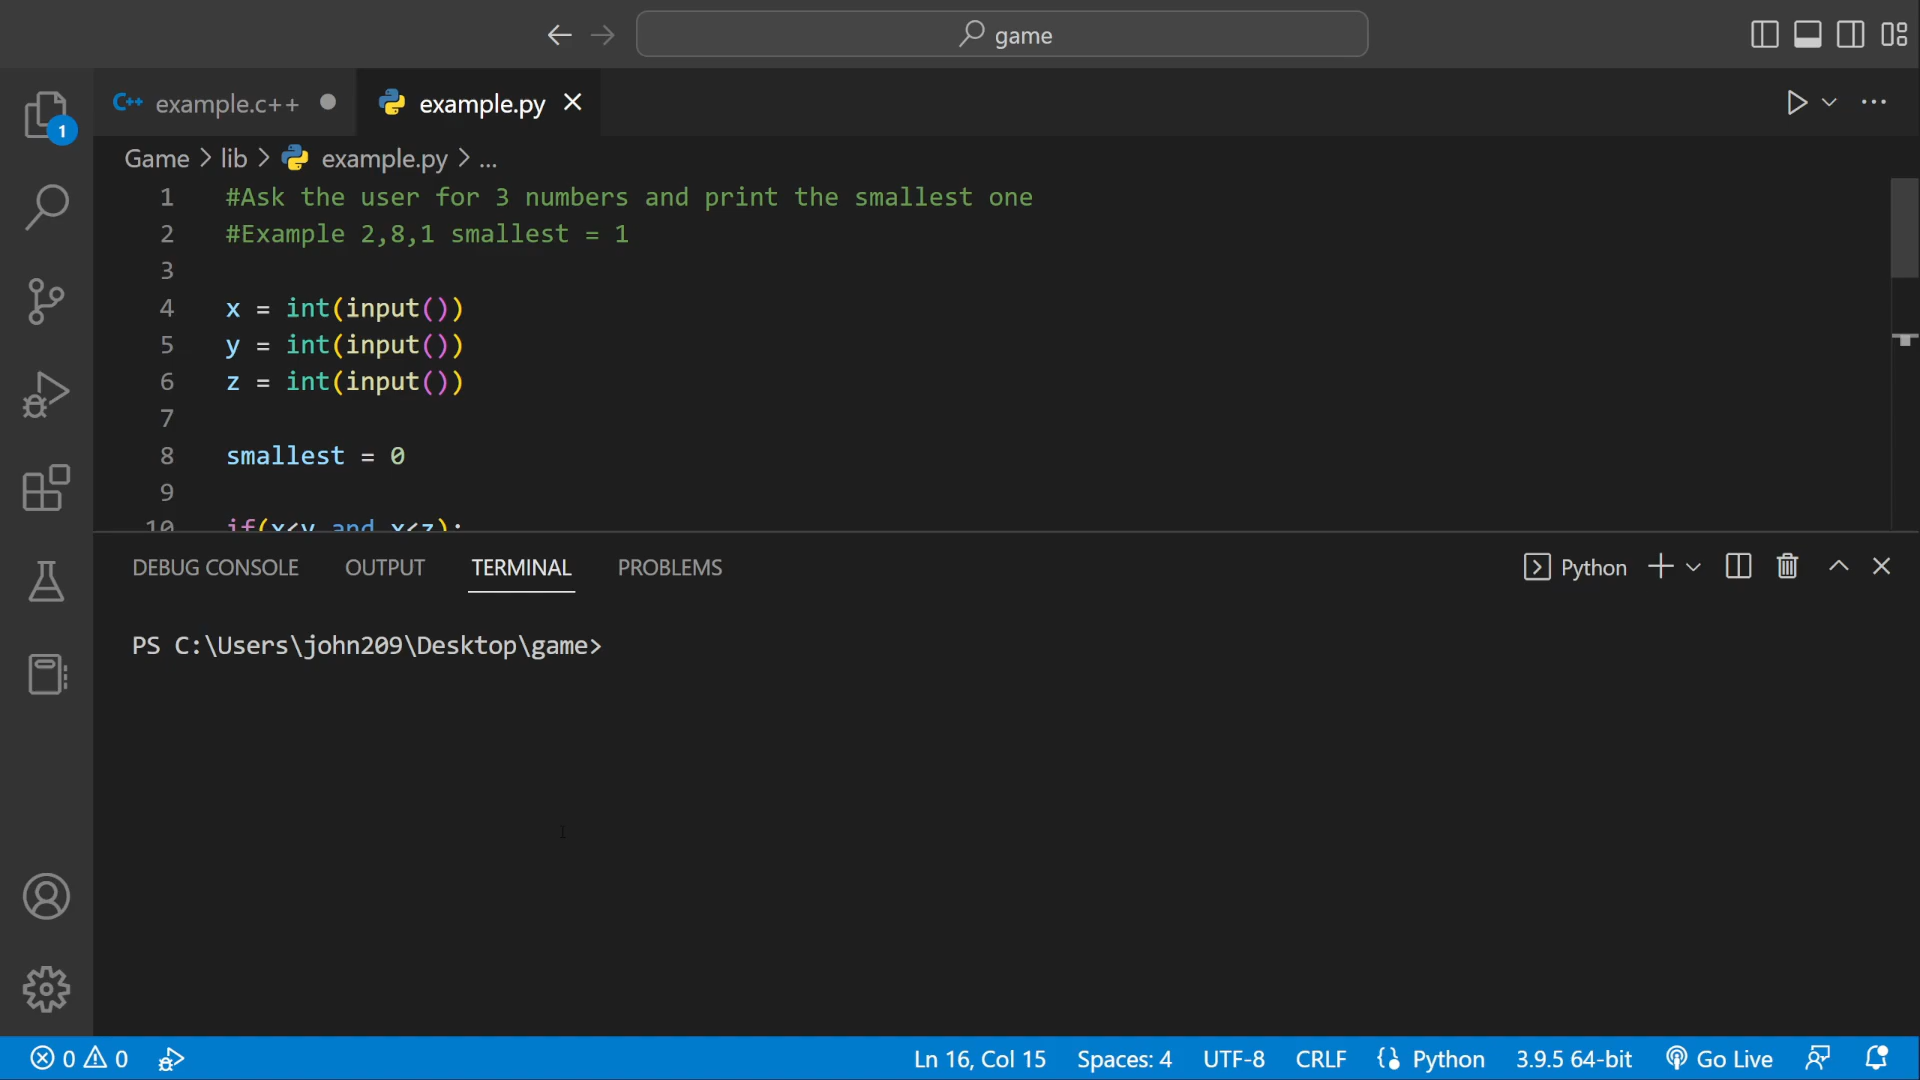 game
example.c++
example.py
1
Game > lib > example.py > ...
1 #Ask the user for 3 numbers and print the smallest one
2 #Example 2,8,1 smallest = 1
3
4 x = int(input())
5 y = int(input())
6 z = int(input())
7
8 smallest = 0
9
10 if(x<y and x<z):
DEBUG CONSOLE OUTPUT TERMINAL PROBLEMS Python
PS C:\Users\john209\Desktop\game>
0 0 Ln 16, Col 15 Spaces: 4 UTF-8 CRLF Python 3.9.5 64-bit Go Live